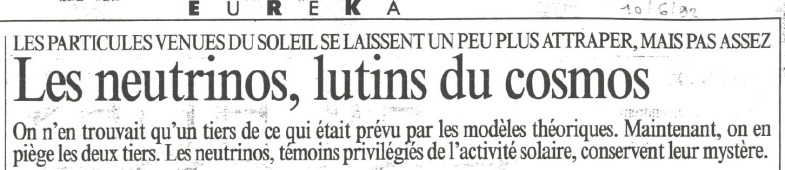 EUREKA 10/6/92
LES PARTICULES VENUES DU SOLEIL SE LAISSENT UN PEU PLUS ATTRAPER, MAIS PAS ASSEZ
Les neutrinos, lutins du cosmos
On n'en trouvait qu'un tiers de ce qui était prévu par les modèles théoriques. Maintenant, on en
piège les deux tiers. Les neutrinos, témoins privilégiés de l'activité solaire, conservent leur mystère.